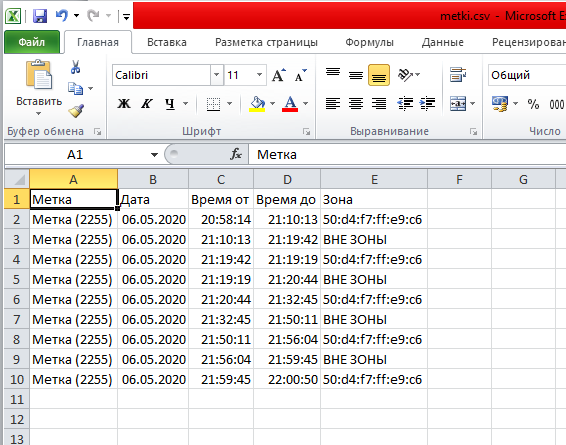 metki.csv - Microsoft Ex
Файл Главная Вставка Разметка страницы Формулы Данные Рецензирован
Вставить Calibri 11 Общий
Ж К Ч % 000
Буфер обмена Шрифт Выравнивание Число
A1 fx Метка
A B C D E F G
1 Метка Дата Время от Время до Зона
2 Метка (2255) 06.05.2020 20:58:14 21:10:13 50:d4:f7:ff:e9:c6
3 Метка (2255) 06.05.2020 21:10:13 21:19:42 ВНЕ ЗОНЫ
4 Метка (2255) 06.05.2020 21:19:42 21:19:19 50:d4:f7:ff:e9:c6
5 Метка (2255) 06.05.2020 21:19:19 21:20:44 ВНЕ ЗОНЫ
6 Метка (2255) 06.05.2020 21:20:44 21:32:45 50:d4:f7:ff:e9:c6
7 Метка (2255) 06.05.2020 21:32:45 21:50:11 ВНЕ ЗОНЫ
8 Метка (2255) 06.05.2020 21:50:11 21:56:04 50:d4:f7:ff:e9:c6
9 Метка (2255) 06.05.2020 21:56:04 21:59:45 ВНЕ ЗОНЫ
10 Метка (2255) 06.05.2020 21:59:45 22:00:50 50:d4:f7:ff:e9:c6
11
12
13